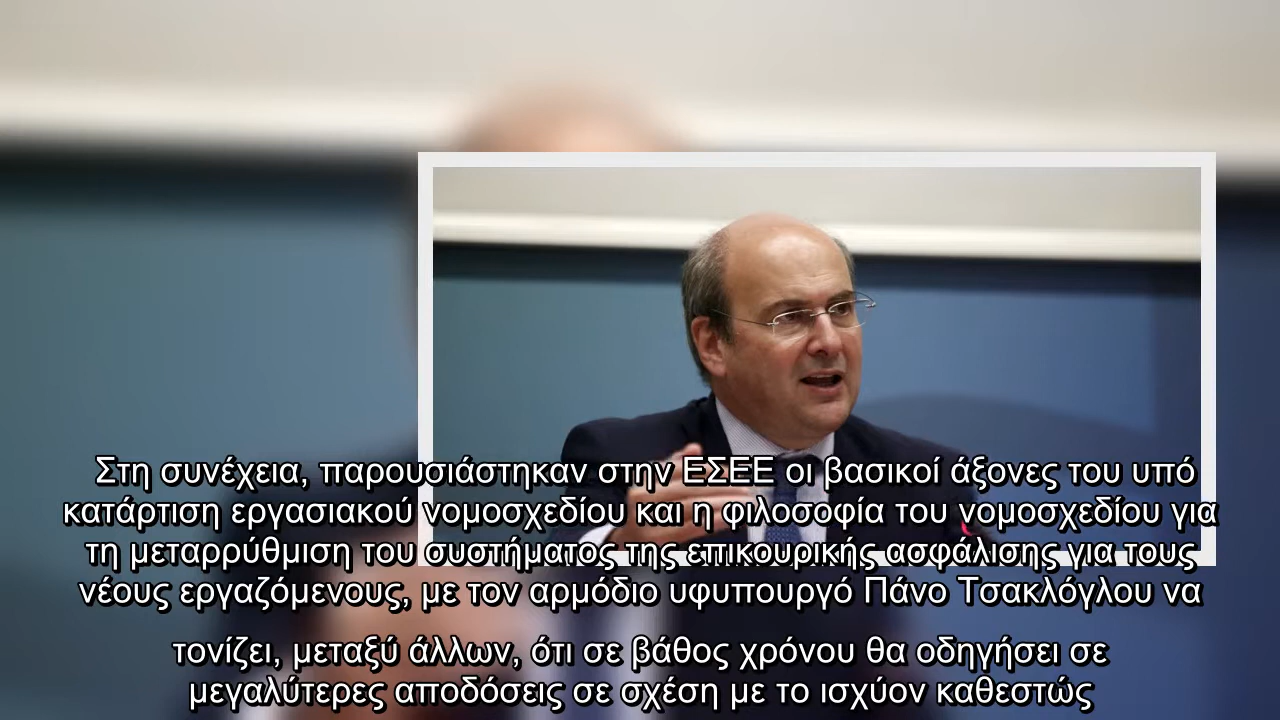 Στη συνέχεια, παρουσιάστηκαν στην ΕΣΕΕ οι βασικοί άξονες του υπό
κατάρτιση εργασιακού νομοσχεδίου και η φιλοσοφία του νομοσχεδίου για
τη μεταρρύθμιση του συστήματος της επικουρικής ασφάλισης για τους
νέους εργαζόμενους, με τον αρμόδιο υφυπουργό Πάνο Τσακλόγλου να
τονίζει, μεταξύ άλλων, ότι σε βάθος χρόνου θα οδηγήσει σε
μεγαλύτερες αποδόσεις σε σχέση με το ισχύον καθεστώς